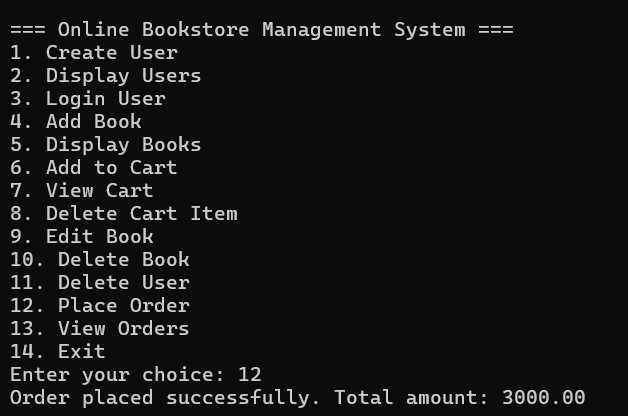 === Online Bookstore Management System ===
1. Create User
2. Display Users
3. Login User
4. Add Book
5. Display Books
6. Add to Cart
7. View Cart
8. Delete Cart Item
9. Edit Book
10. Delete Book
11. Delete User
12. Place Order
13. View Orders
14. Exit
Enter your choice: 12
Order placed successfully. Total amount: 3000.00